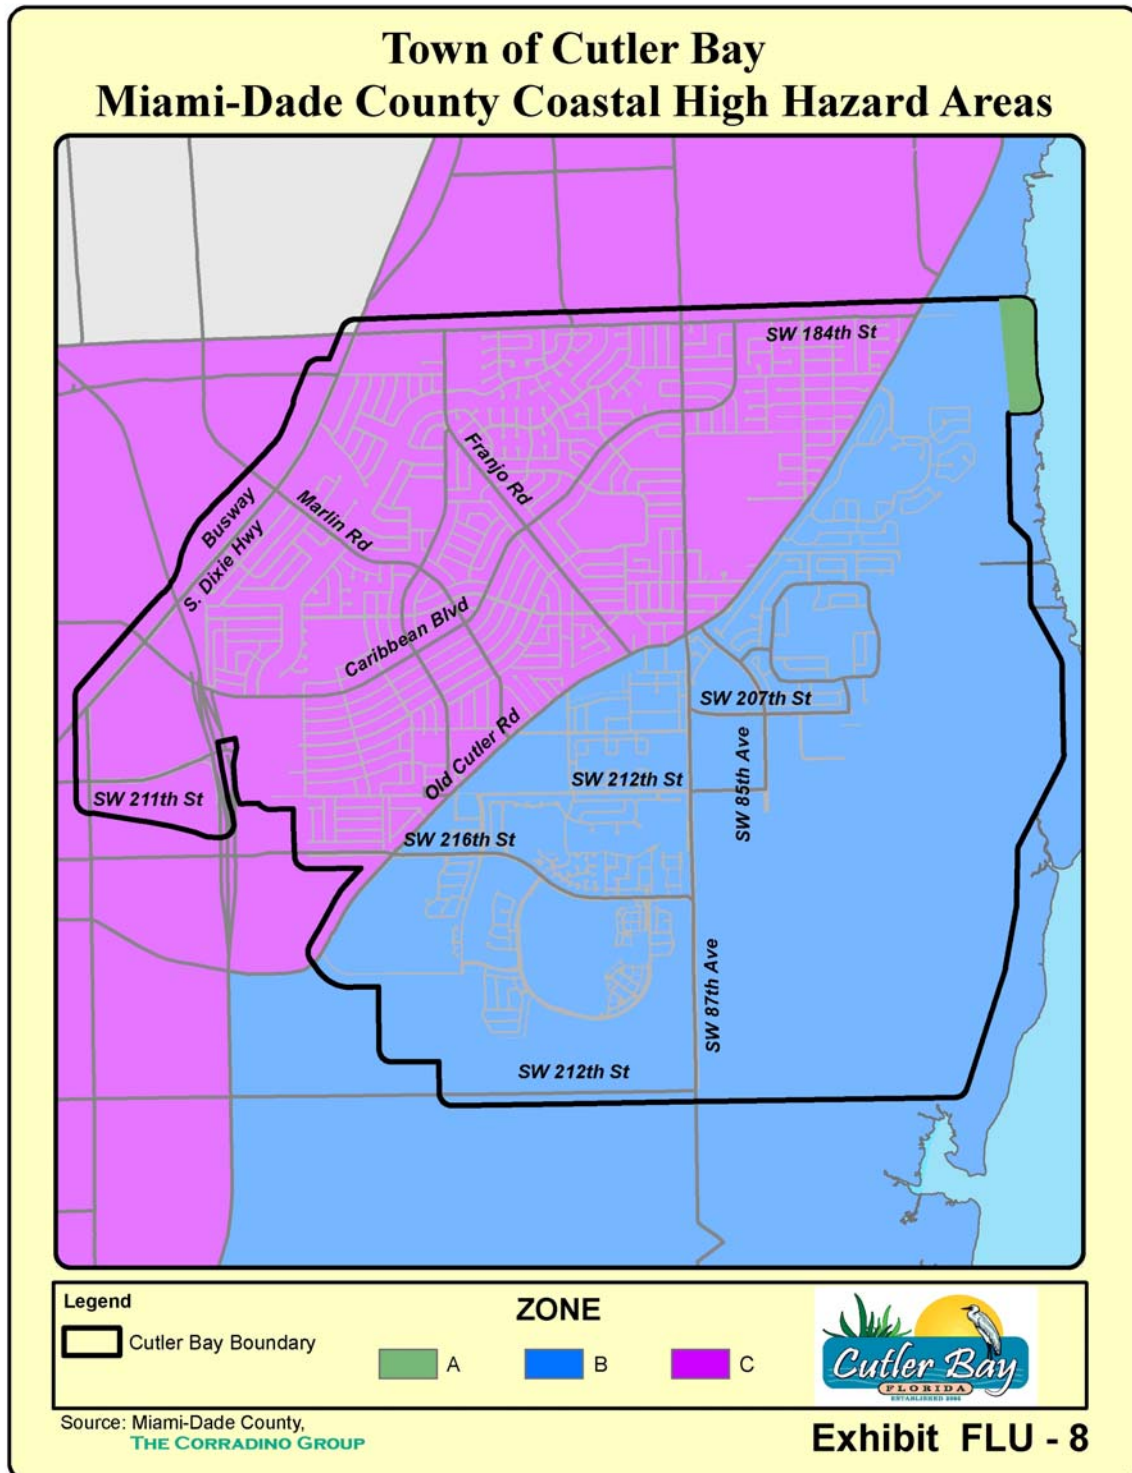 Town of Cutler Bay
Miami-Dade County Coastal High Hazard Areas
SW 184th St
Franjo Rd
Busway
Marlin Rd
S. Dixie Hwy
Caribbean Blvd
SW 207th St
Old Cutler Rd
SW 85th Ave
SW 212th St
SW 211th St
SW 216th St
SW 87th Ave
SW 212th St
Legend
ZONE
Cutler Bay Boundary
A
B
C
Cutler Bay
FLORIDA
ESTABLISHED 2005
Source: Miami-Dade County,
THE CORRADINO GROUP
Exhibit FLU - 8